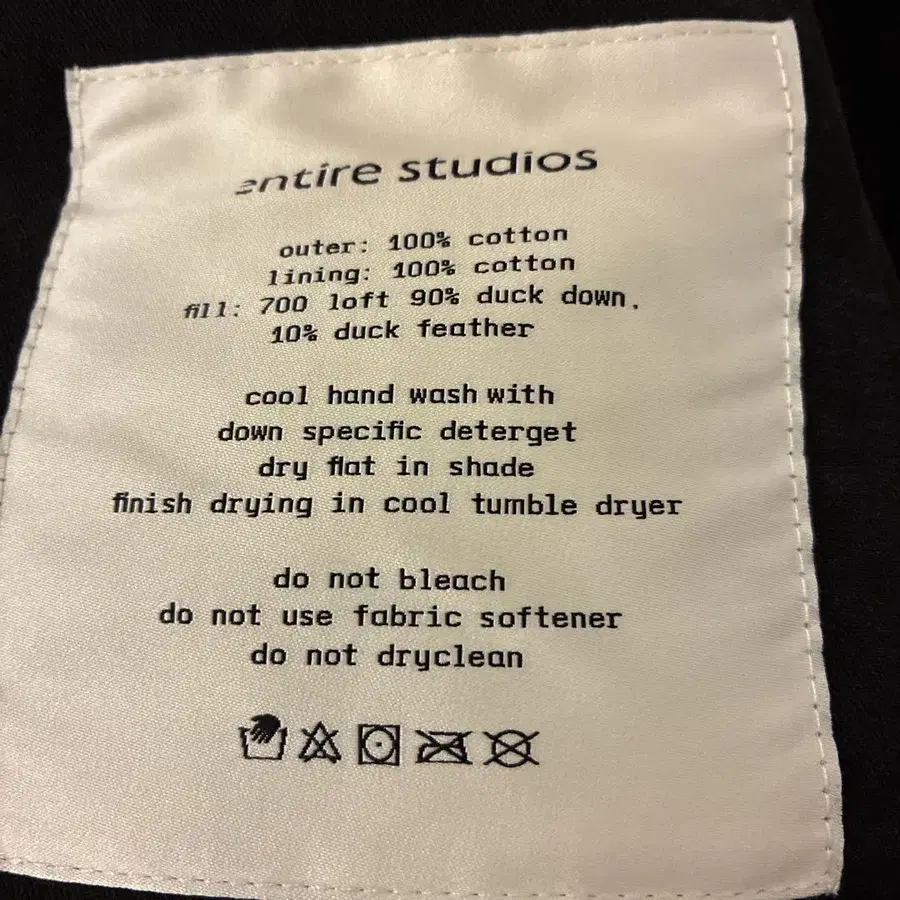 entire studios
outer: 100% cotton
lining: 100% cotton
fill: 700 loft 90% duck down.
10% duck feather
cool hand wash with
down specific deterget
dry flat in shade
finish drying in cool tumble dryer
do not bleach
do not use fabric softener
do not dryclean